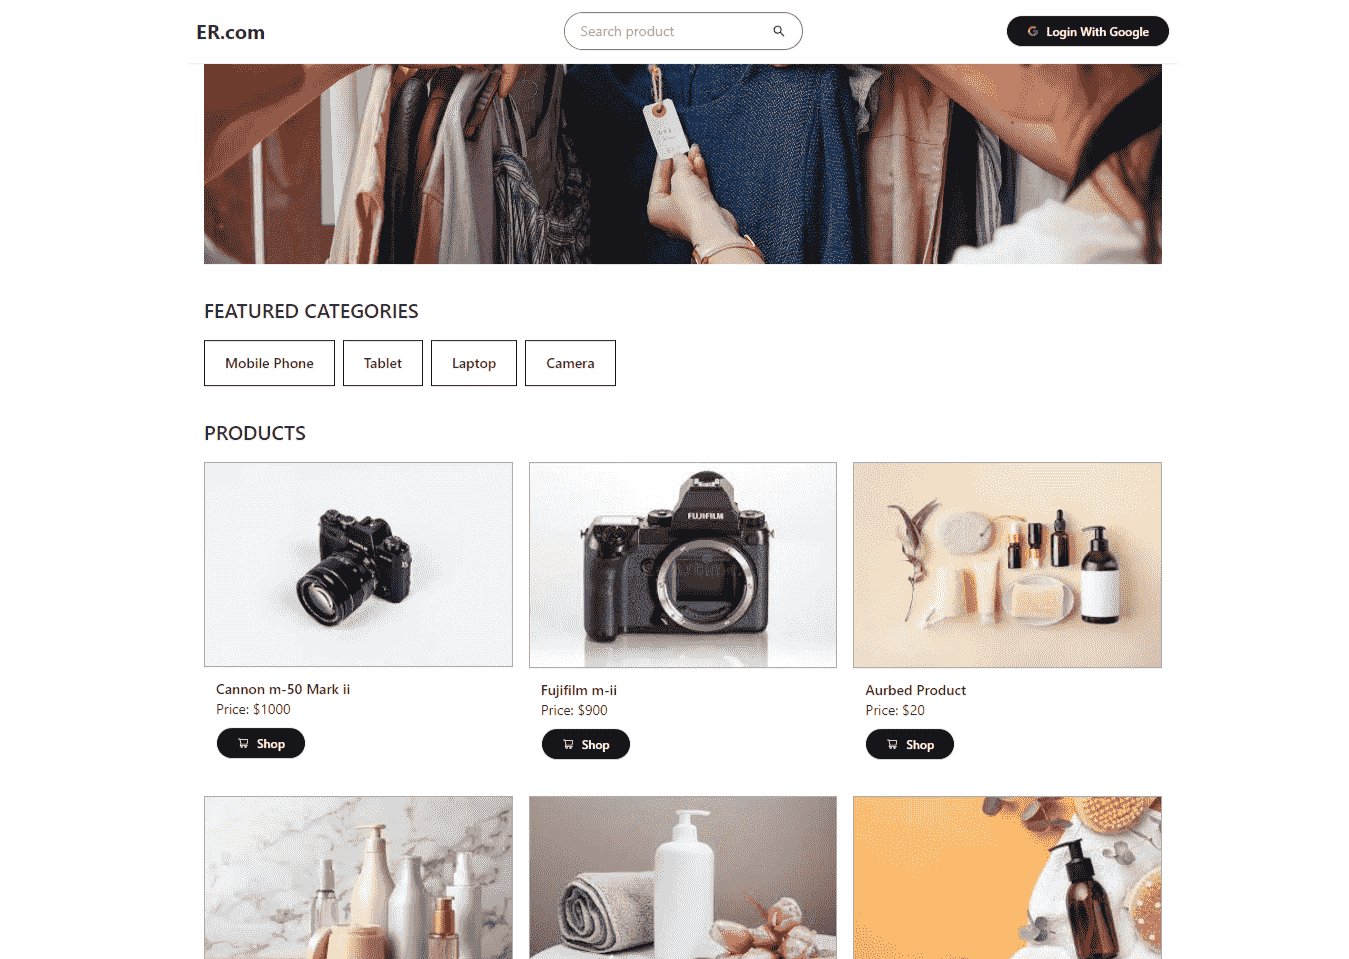 ER.com
Search product
Login With Google
FEATURED CATEGORIES
Mobile Phone
Tablet
Laptop
Camera
PRODUCTS
FUJIFILM
Cannon m-50 Mark ii
Price: $1000
Shop
Fujifilm m-ii
Price: $900
Shop
Aurbed Product
Price: $20
Shop